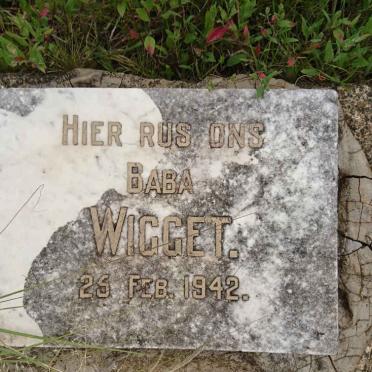 HIER RUS ONS
BABA
WIGGET.
25 FEB. 1942.